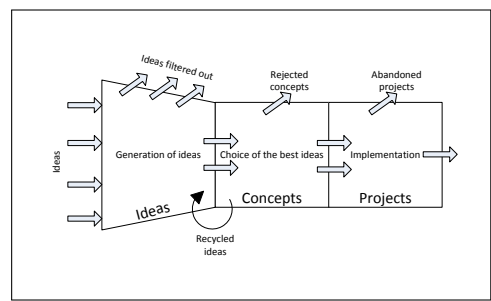 Ideas filtered out
Rejected
concepts
Abandoned
projects
Ideas
Generation of ideas
Choice of the best ideas
Implementation
Ideas
Concepts
Projects
Recycled
ideas